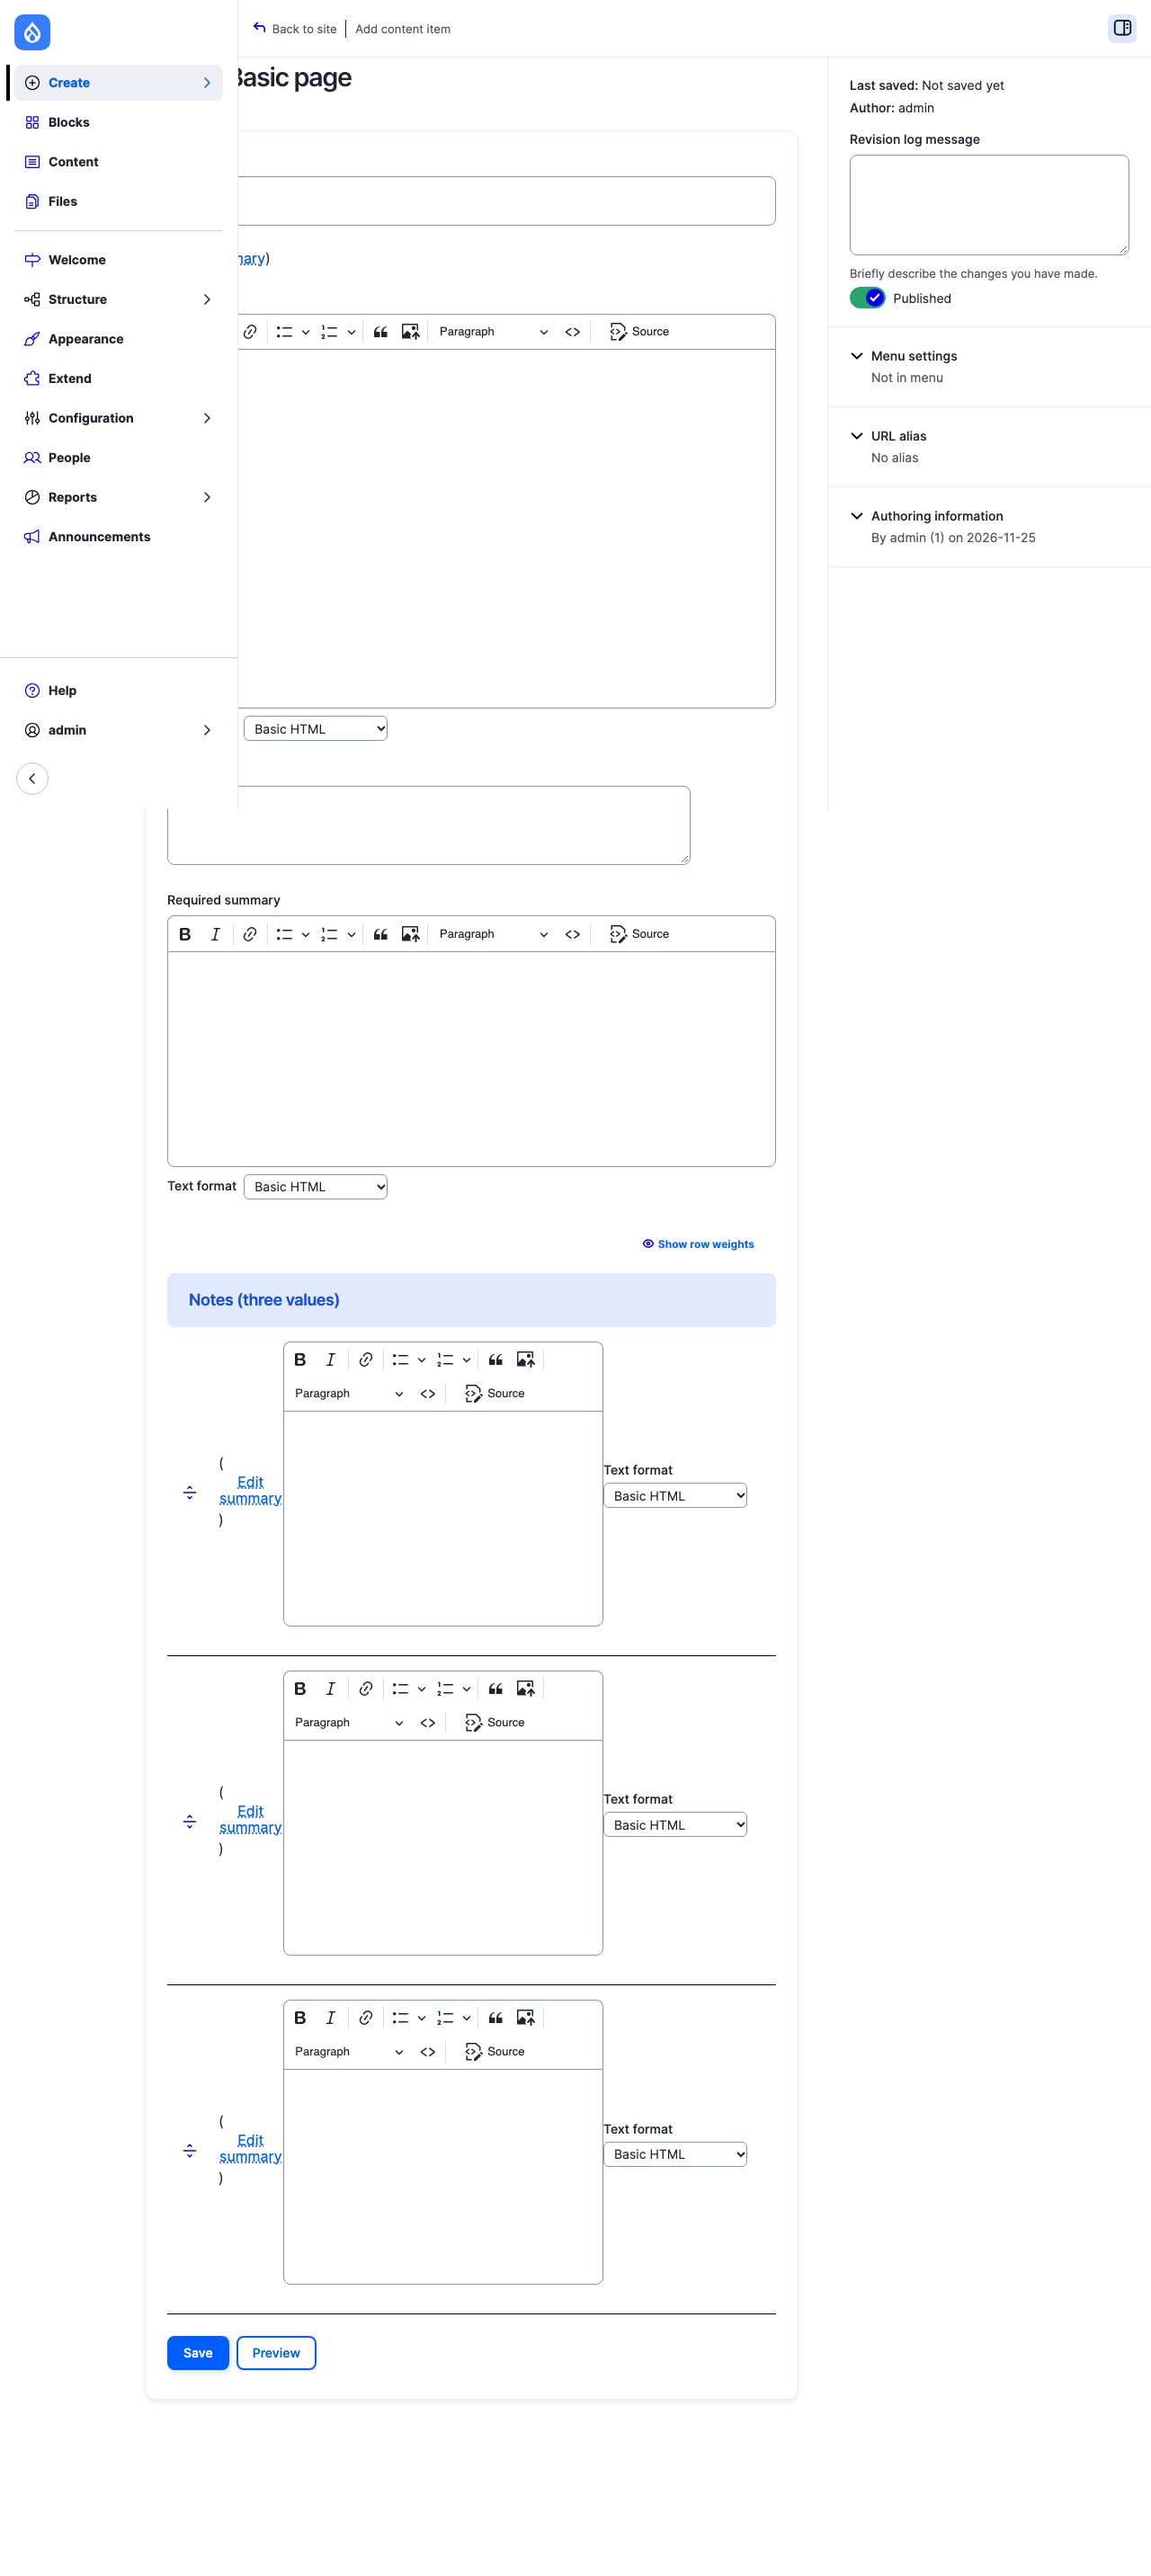 Back to site
Add content item
Create
Blocks
Content
Files
Welcome
Structure
Appearance
Extend
Configuration
People
Reports
Announcements
Help
admin
Basic page
mary)
Paragraph
Source
Basic HTML
Required summary
Paragraph
Source
Text format
Basic HTML
Show row weights
Notes (three values)
(
Edit
summary
)
Paragraph
Source
Text format
Basic HTML
(
Edit
summary
)
Paragraph
Source
Text format
Basic HTML
(
Edit
summary
)
Paragraph
Source
Text format
Basic HTML
Save
Preview
Last saved: Not saved yet
Author: admin
Revision log message
Briefly describe the changes you have made.
Published
Menu settings
Not in menu
URL alias
No alias
Authoring information
By admin (1) on 2026-11-25